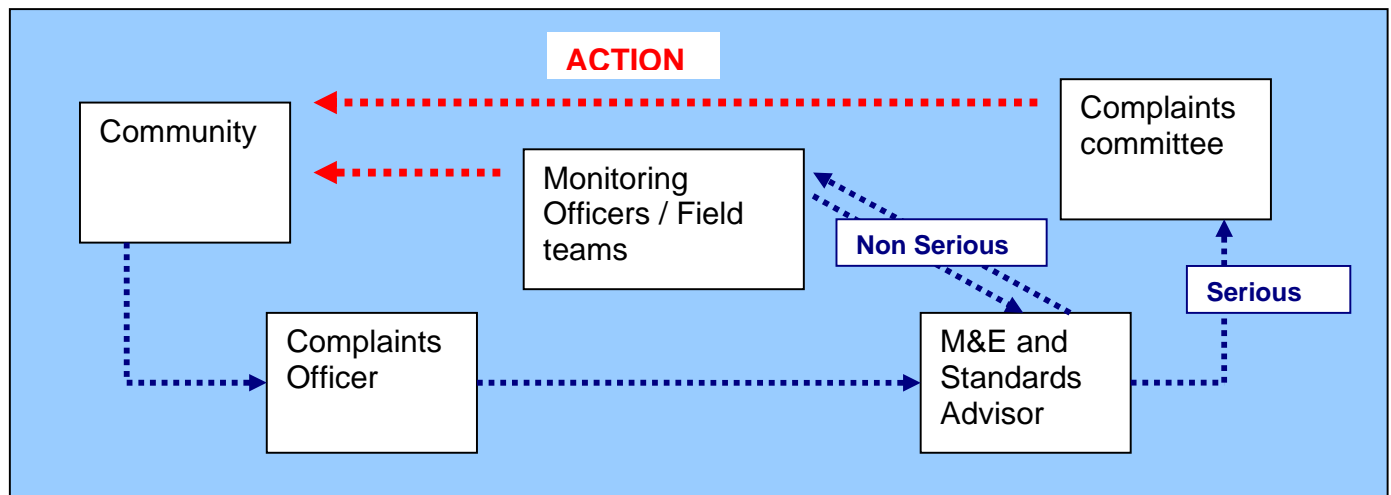 ACTION
Community
Complaints
committee
Monitoring
Officers / Field
teams
Non Serious
Serious
Complaints
Officer
M&E and
Standards
Advisor